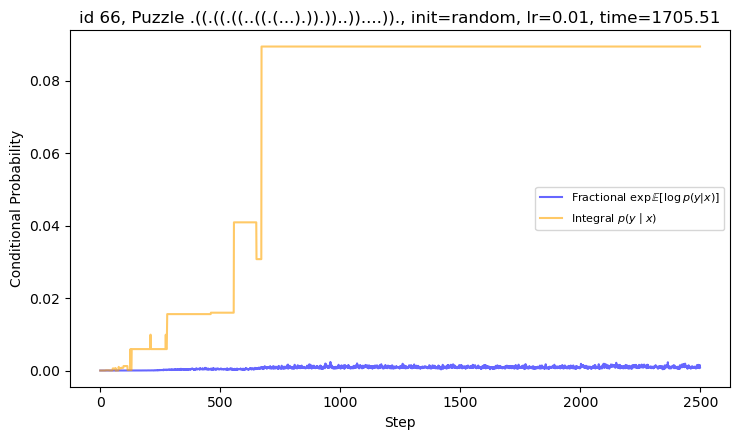 id 66, Puzzle .((.((.((..((.(...).)).))..))....))., init=random, lr=0.01, time=1705.51
Conditional Probability
0.08
0.06
0.04
0.02
0.00
Fractional exp𝔼[log p(y|x)]
Integral p(y | x)
0
500
1000
1500
2000
2500
Step